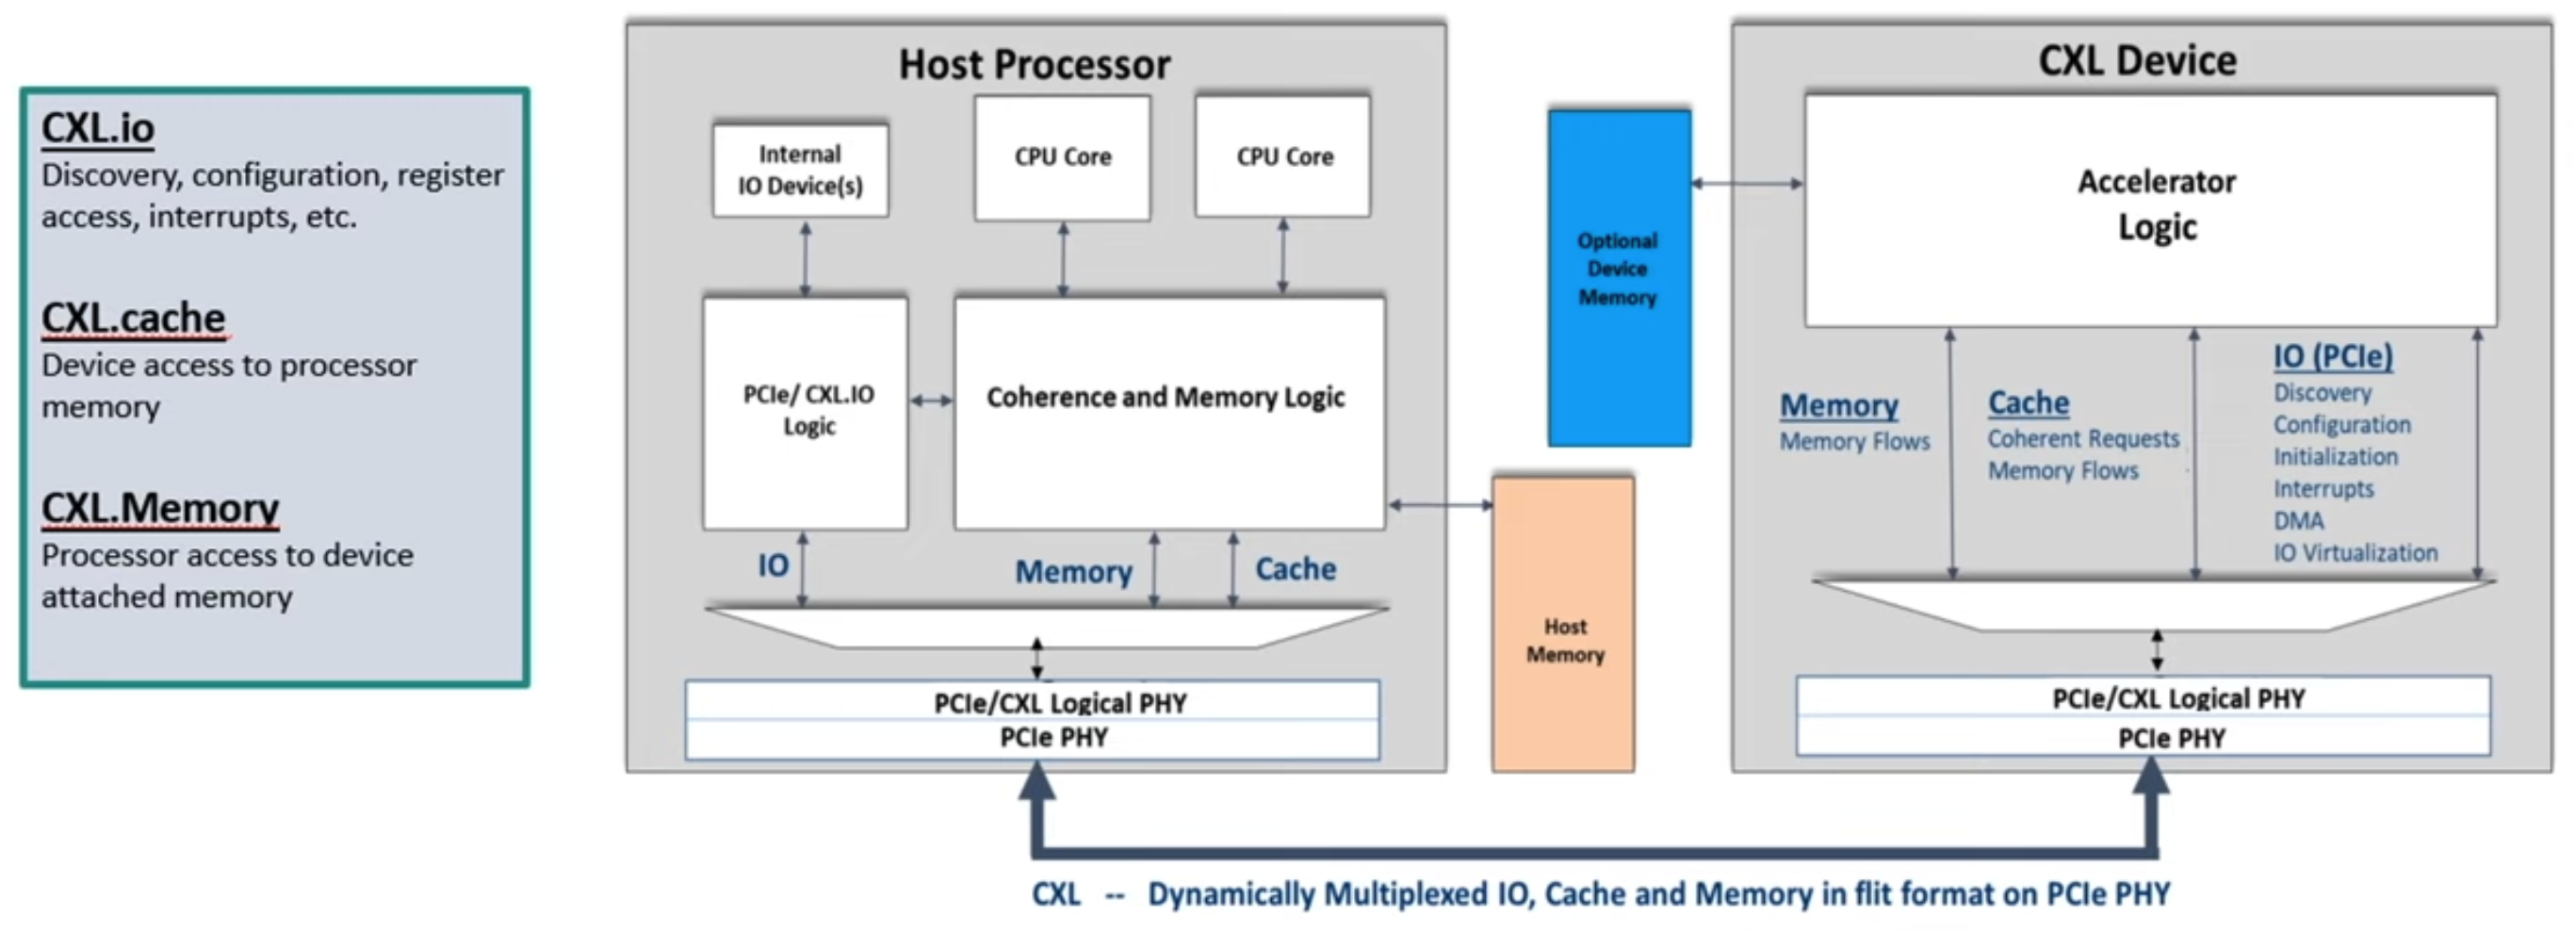 CXL.io
Discovery, configuration, register
access, interrupts, etc.
CXL.cache
Device access to processor
memory
CXL.Memory
Processor access to device
attached memory
Host Processor
Internal
IO Device(s)
CPU Core
CPU Core
PCIe/ CXL.IO
Logic
Coherence and Memory Logic
IO
Memory
Cache
PCIe/CXL Logical PHY
PCIe PHY
Optional
Device
Memory
Host
Memory
CXL Device
Accelerator
Logic
Memory
Memory Flows
Cache
Coherent Requests
Memory Flows
IO (PCIe)
Discovery
Configuration
Initialization
Interrupts
DMA
IO Virtualization
PCIe/CXL Logical PHY
PCIe PHY
CXL -- Dynamically Multiplexed IO, Cache and Memory in flit format on PCIe PHY